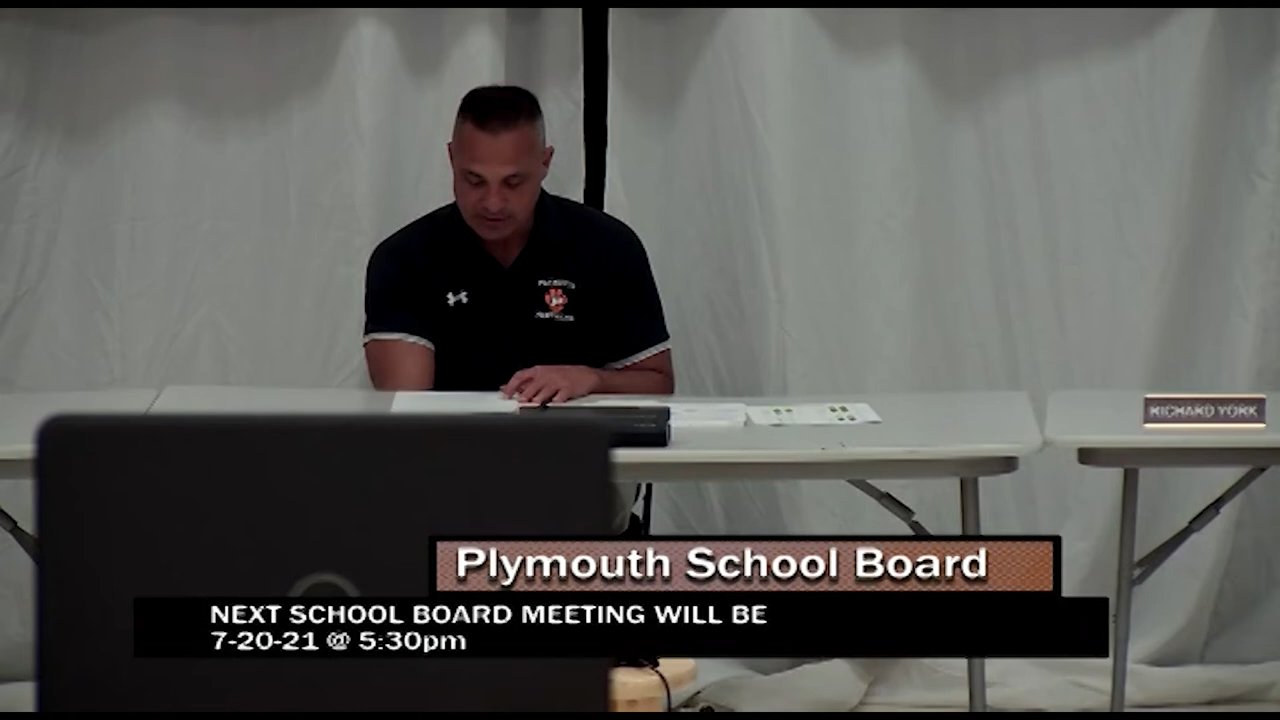 RICHARD YORK
Plymouth School Board
NEXT SCHOOL BOARD MEETING WILL BE
7-20-21 @ 5:30pm